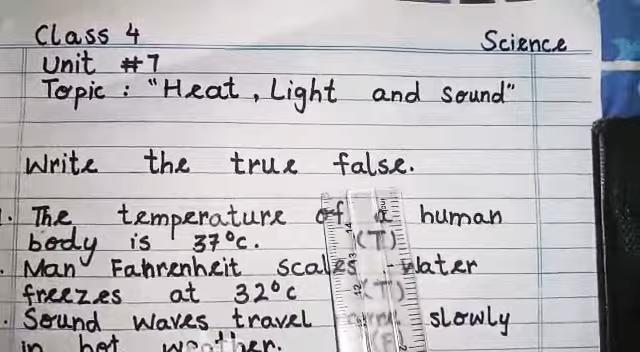 Class 4
Science
Unit #7
Topic : "Heat, Light and Sound"
Write the true false.
The temperature of a human
body is 37°c. (T)
Man Fahrenheit scales - Water
freezes at 32°c (T)
Sound waves travel slowly
in hot weather. (F